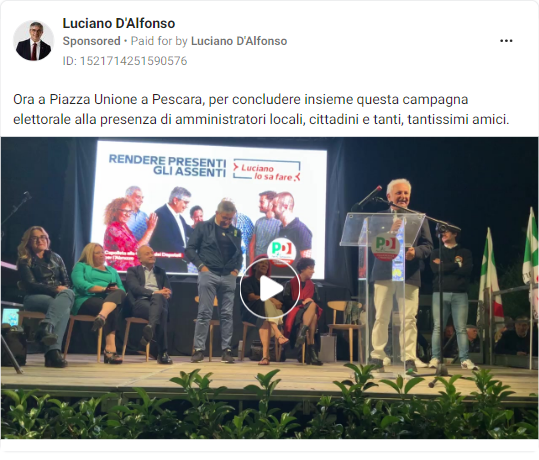 Luciano D'Alfonso
Sponsored • Paid for by Luciano D'Alfonso
ID: 1521714251590576
Ora a Piazza Unione a Pescara, per concludere insieme questa campagna
elettorale alla presenza di amministratori locali, cittadini e tanti, tantissimi amici.
RENDERE PRESENTI
GLI ASSENTI
Luciano
lo sa fare
PD
PD